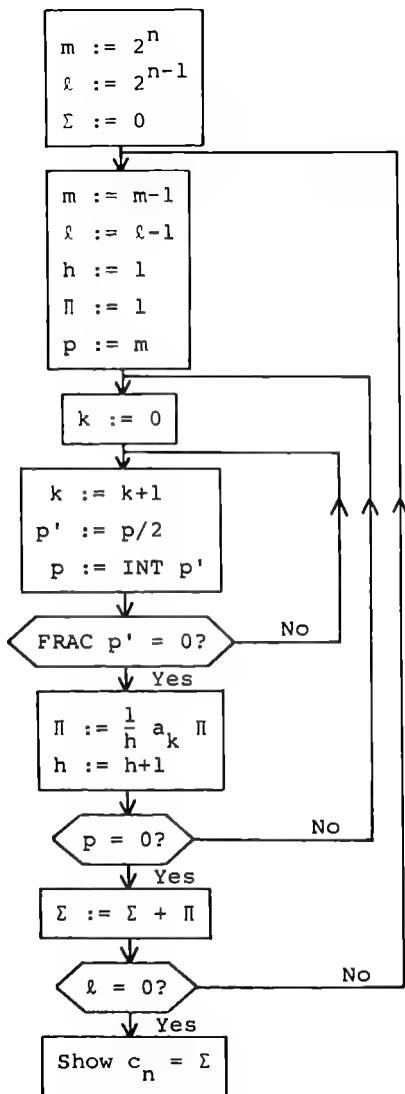 m := 2^n
ℓ := 2^{n-1}
Σ := 0
m := m-1
ℓ := ℓ-1
h := 1
Π := 1
p := m
k := 0
k := k+1
p' := p/2
p := INT p'
FRAC p' = 0?
No
Yes
Π := 1/h a_k Π
h := h+1
p = 0?
No
Yes
Σ := Σ + Π
ℓ = 0?
No
Yes
Show c_n = Σ